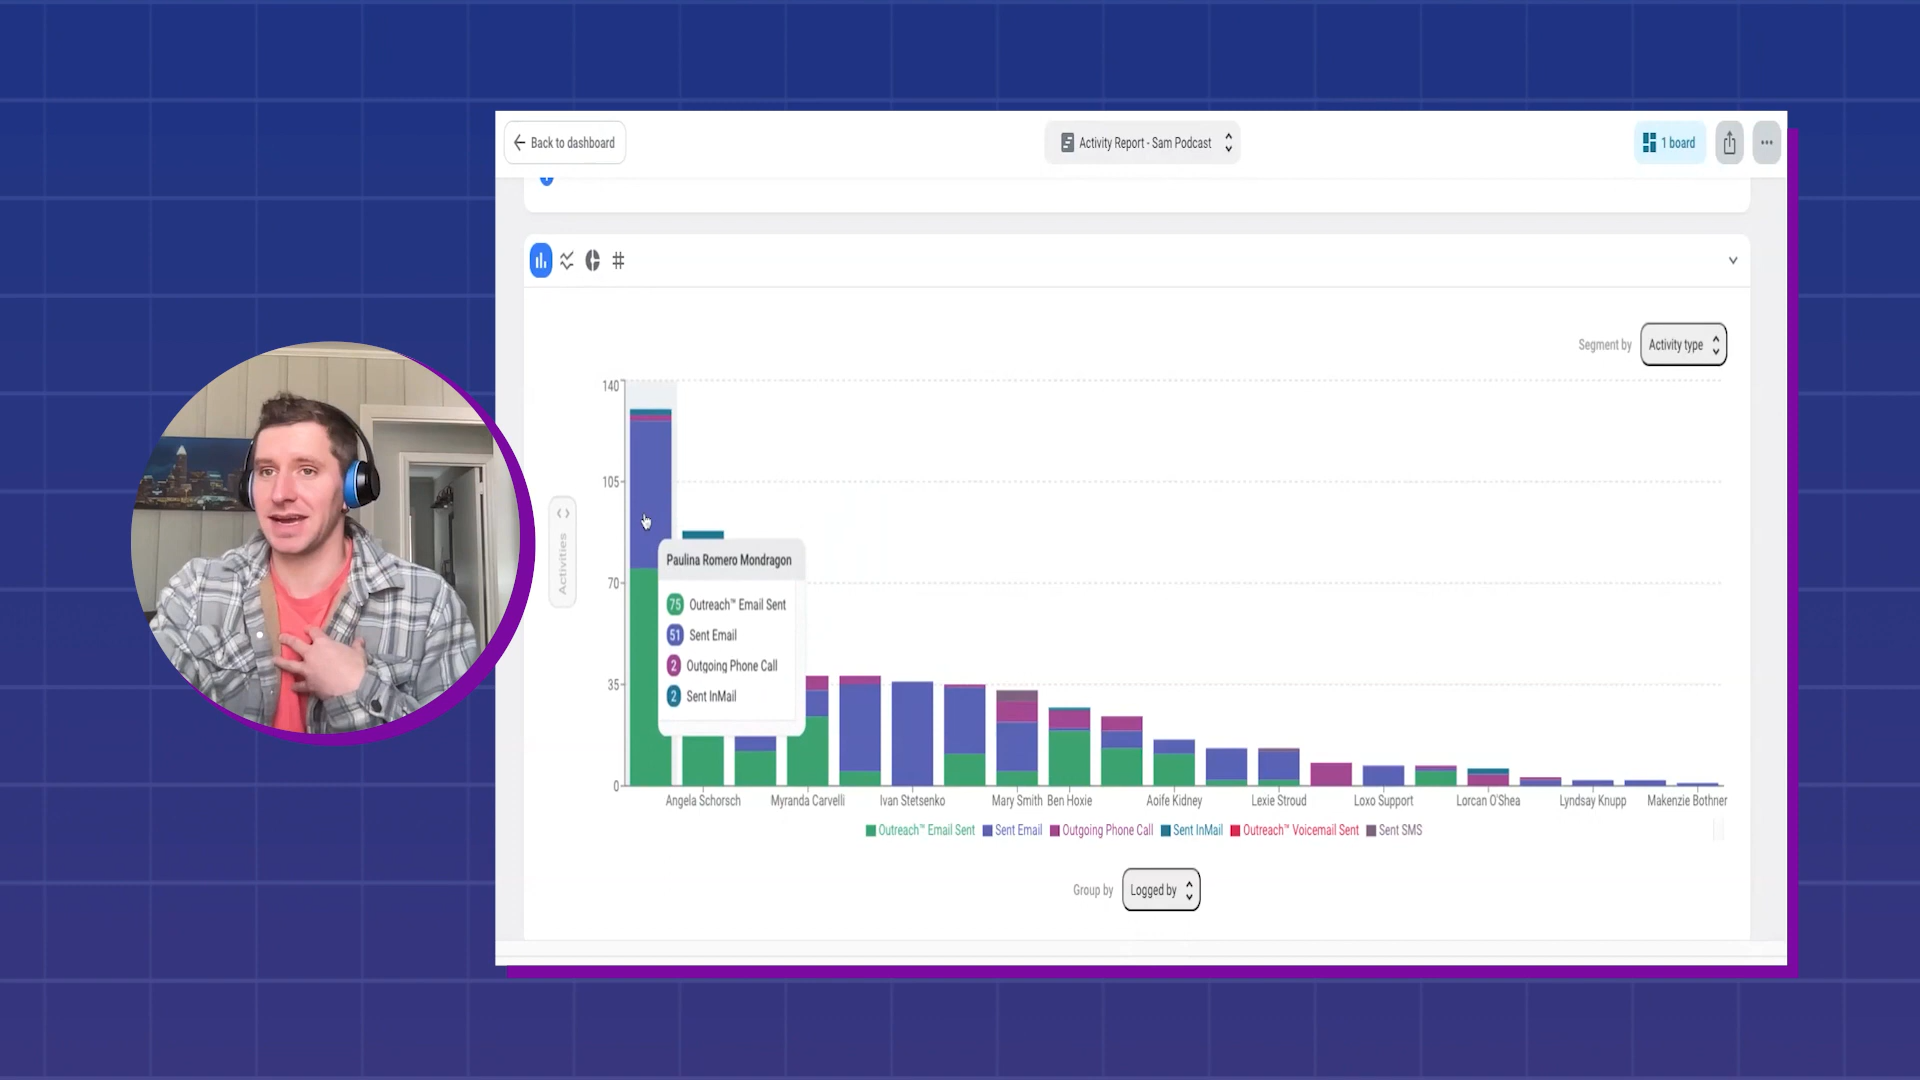 Back to dashboard
Activity Report - Sam Podcast
1 board
Segment by
Activity type
140
105
70
35
0
Activities
Paulina Romero Mondragon
75 Outreach™ Email Sent
51 Sent Email
2 Outgoing Phone Call
2 Sent InMail
Angela Schorsch Myranda Carvelli Ivan Stetsenko Mary Smith Ben Hoxie Aoife Kidney Lexie Stroud Loxo Support Lorcan O'Shea Lyndsay Knupp Makenzie Bothner
Outreach™ Email Sent Sent Email Outgoing Phone Call Sent InMail Outreach™ Voicemail Sent Sent SMS
Group by
Logged by